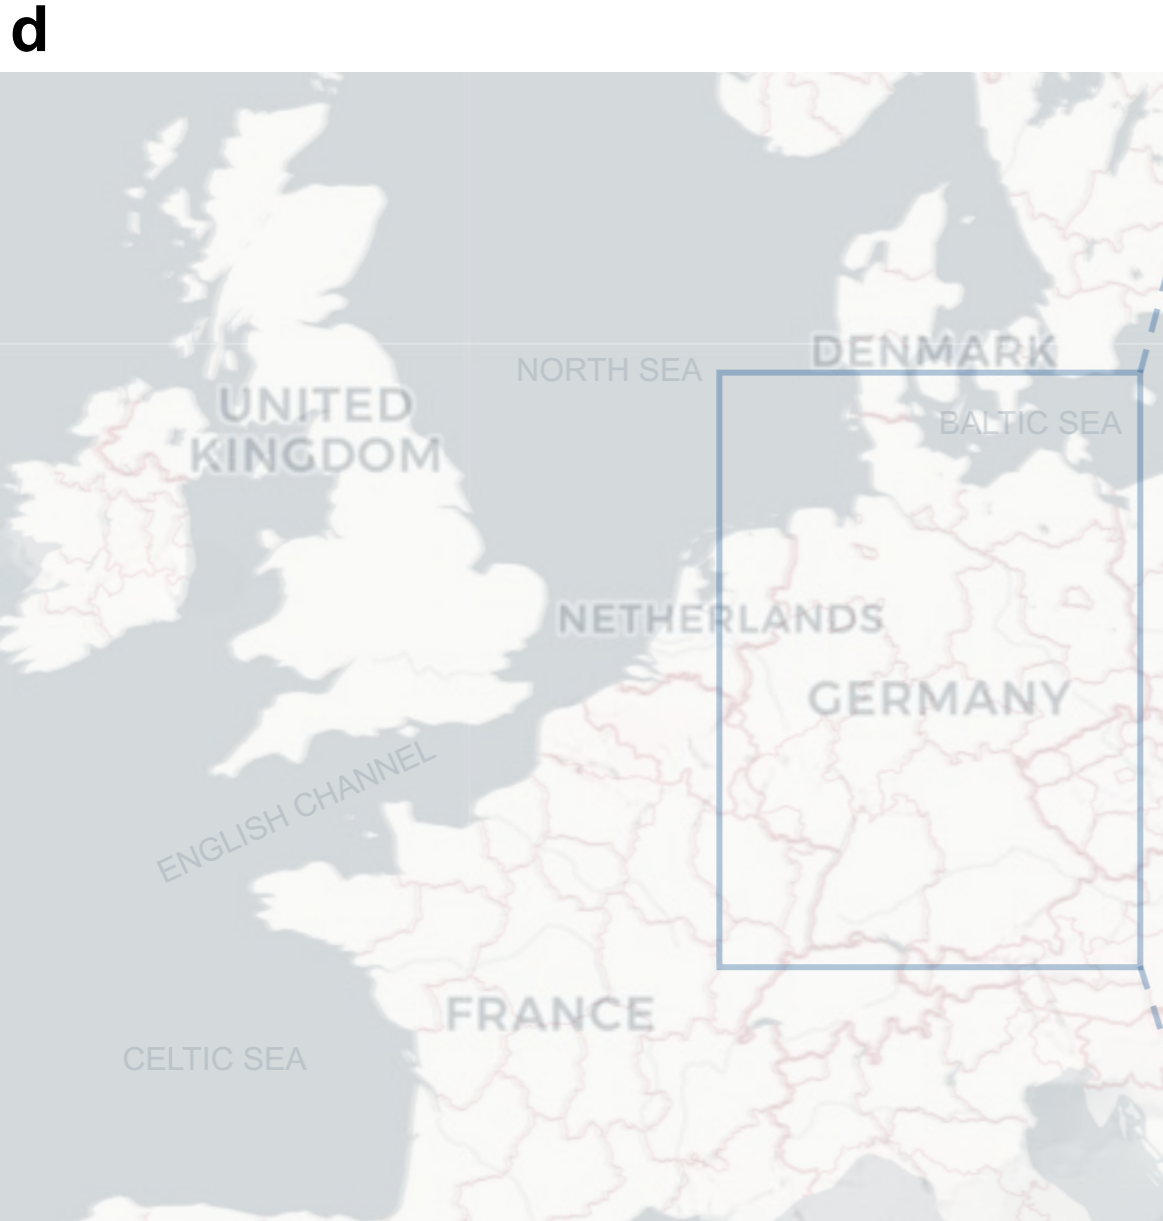 d
DENMARK
NORTH SEA
UNITED
KINGDOM
BALTIC SEA
NETHERLANDS
GERMANY
ENGLISH CHANNEL
FRANCE
CELTIC SEA